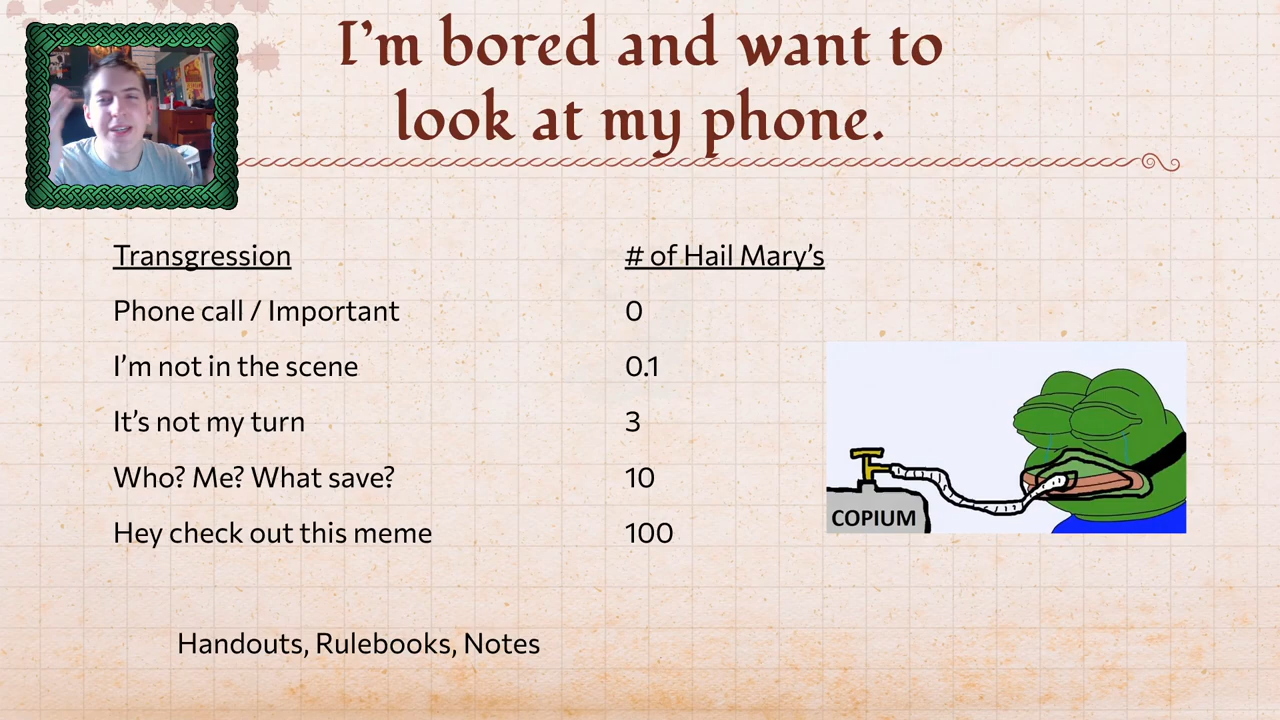 I'm bored and want to
look at my phone.
Transgression
# of Hail Mary's
Phone call / Important
0
I'm not in the scene
0.1
It's not my turn
3
Who? Me? What save?
10
Hey check out this meme
100
COPIUM
Handouts, Rulebooks, Notes